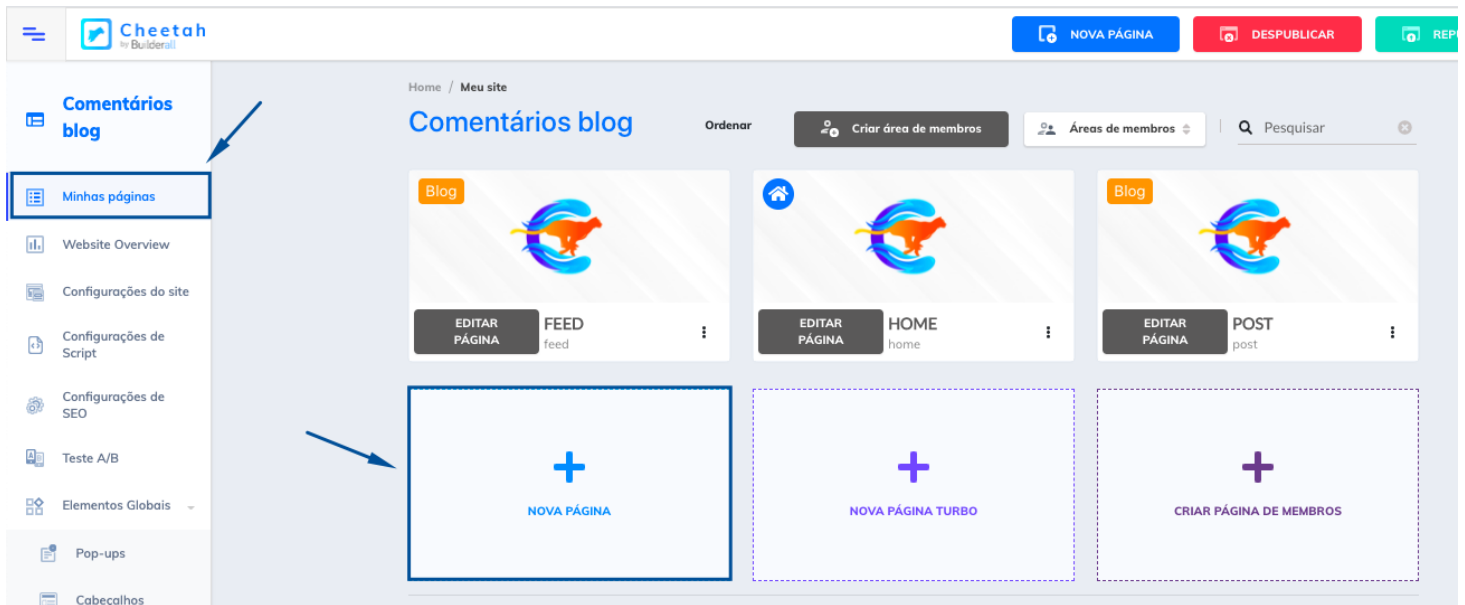 Cheetah
by Builderall
NOVA PÁGINA
DESPUBLICAR
Comentários
blog
Minhas páginas
Website Overview
Configurações do site
Configurações de
Script
Configurações de
SEO
Teste A/B
Elementos Globais
Pop-ups
Cabeçalhos
Home / Meu site
Comentários blog
Ordenar
Criar área de membros
Áreas de membros
Pesquisar
Blog
EDITAR
PÁGINA
FEED
feed
EDITAR
PÁGINA
HOME
home
Blog
EDITAR
PÁGINA
POST
post
NOVA PÁGINA
NOVA PÁGINA TURBO
CRIAR PÁGINA DE MEMBROS